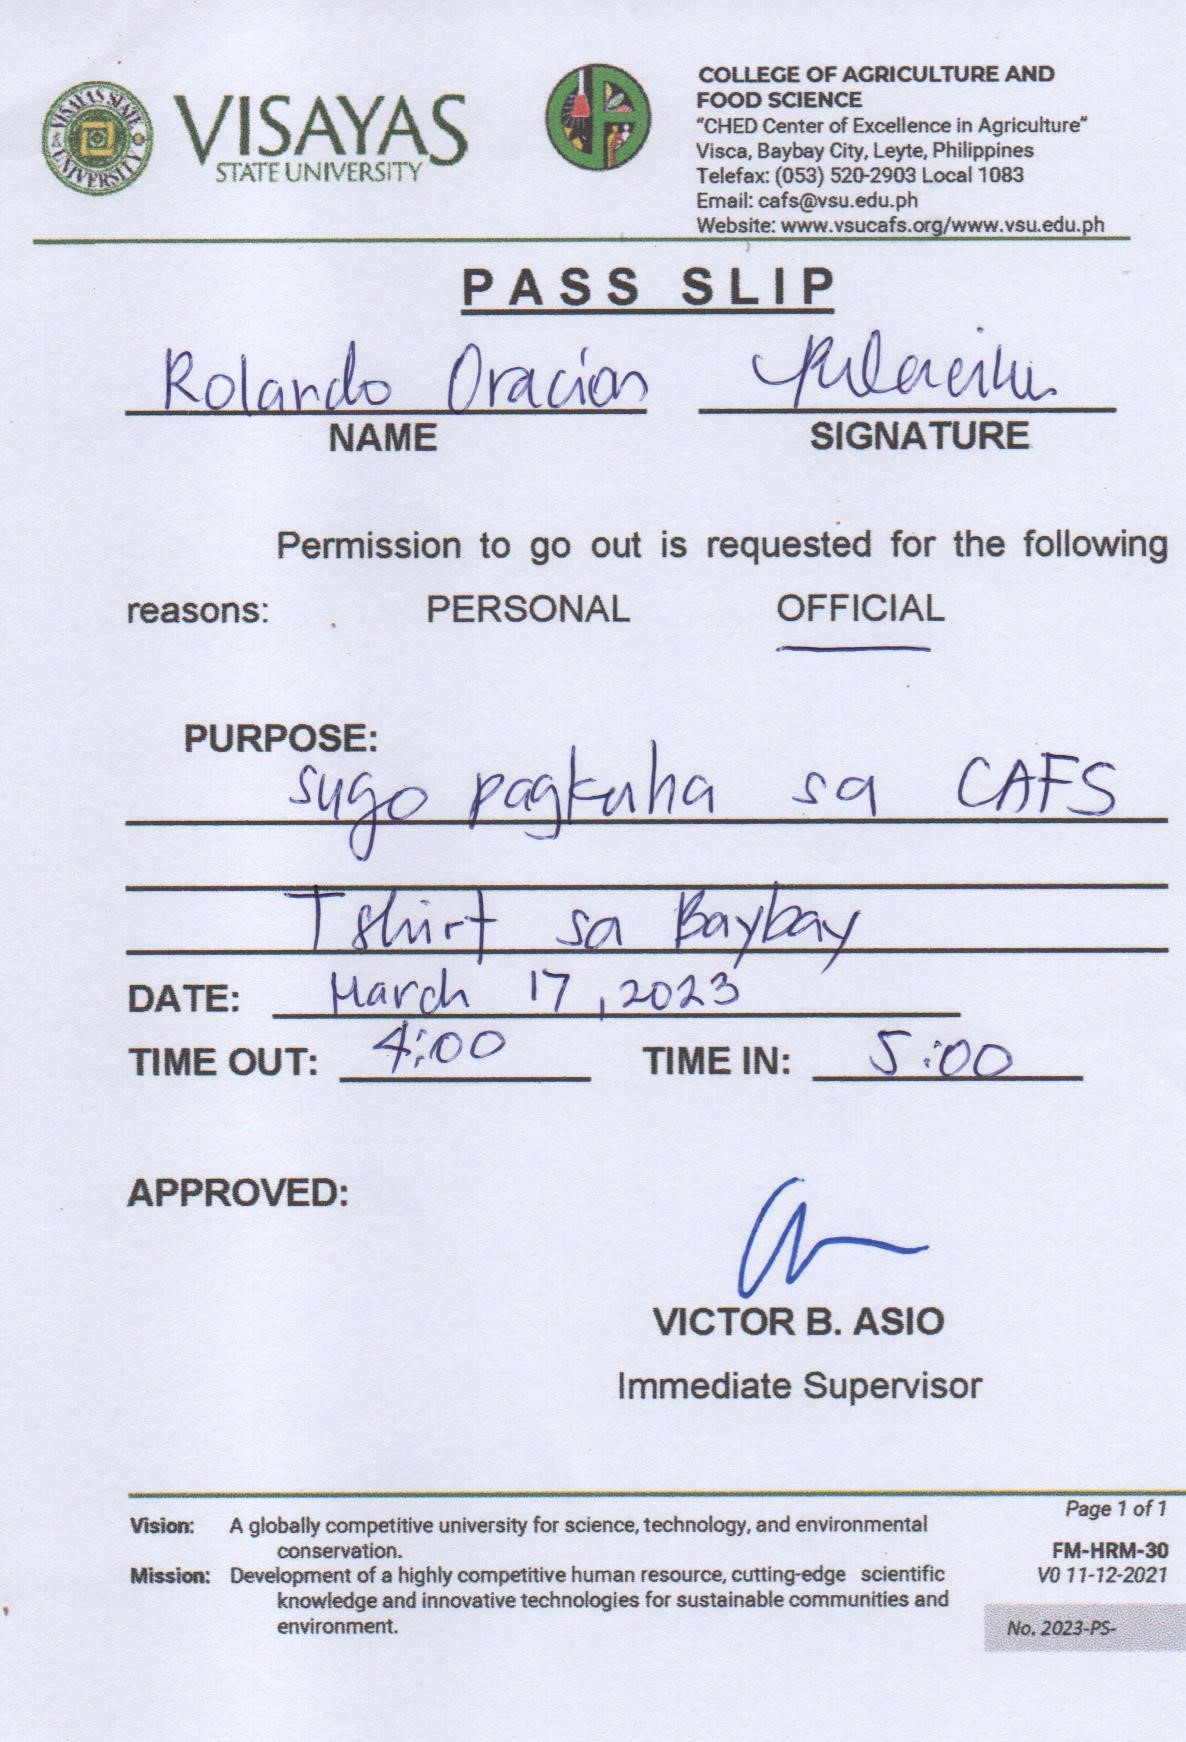 VISAYAS
STATE UNIVERSITY
VISAYAS STATE UNIVERSITY
COLLEGE OF AGRICULTURE AND
FOOD SCIENCE
“CHED Center of Excellence in Agriculture”
Visca, Baybay City, Leyte, Philippines
Telefax: (053) 520-2903 Local 1083
Email: cafs@vsu.edu.ph
Website: www.vsucafs.org/www.vsu.edu.ph
PASS SLIP
Rolando Oracion
NAME SIGNATURE
Permission to go out is requested for the following
reasons: PERSONAL OFFICIAL
PURPOSE:
sugo pagkuha sa CAFS
T shirt sa Baybay
DATE: March 17, 2023
TIME OUT: 4:00 TIME IN: 5:00
APPROVED:
VICTOR B. ASIO
Immediate Supervisor
Page 1 of 1
Vision: A globally competitive university for science, technology, and environmental
conservation.
FM-HRM-30
Mission: Development of a highly competitive human resource, cutting-edge scientific
V0 11-12-2021
knowledge and innovative technologies for sustainable communities and
environment.
No. 2023-PS-